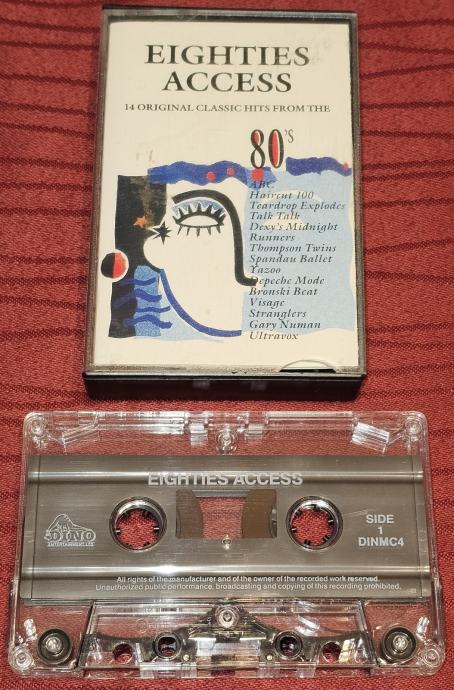 EIGHTIES
ACCESS
14 ORIGINAL CLASSIC HITS FROM THE
80'S
ABC
Haircut 100
Teardrop Explodes
Talk Talk
Dexy's Midnight
Runners
Thompson Twins
Spandau Ballet
Yazoo
Depeche Mode
Bronski Beat
Visage
Stranglers
Gary Numan
Ultravox
EIGHTIES ACCESS
DINO
ENTERTAINMENT LTD
SIDE
1
DINMC4
All rights of the manufacturer and of the owner of the recorded work reserved.
Unauthorized public performance, broadcasting and copying of this recording prohibited.